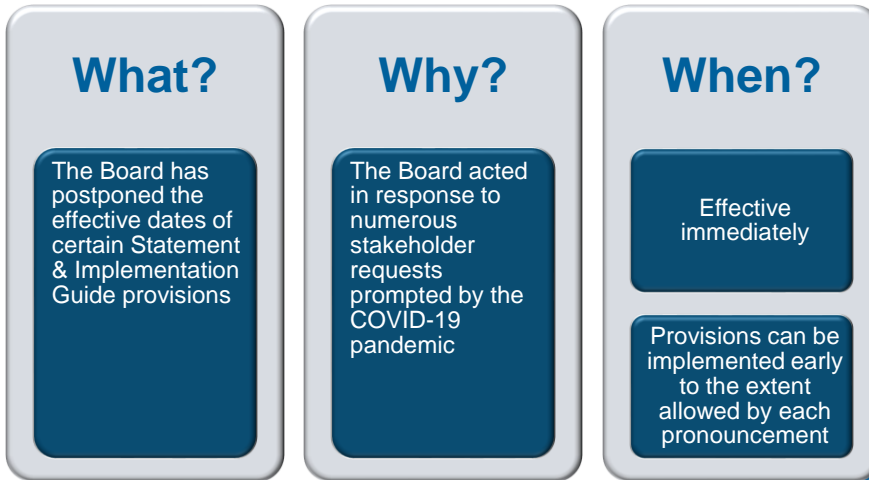 What?
The Board has
postponed the
effective dates of
certain Statement
& Implementation
Guide provisions
Why?
The Board acted
in response to
numerous
stakeholder
requests
prompted by the
COVID-19
pandemic
When?
Effective
immediately
Provisions can be
implemented early
to the extent
allowed by each
pronouncement